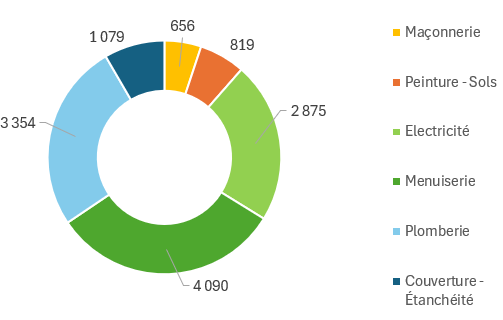 656
1 079
819
2 875
3 354
4 090
Maçonnerie
Peinture - Sols
Electricité
Menuiserie
Plomberie
Couverture -
Étanchéité